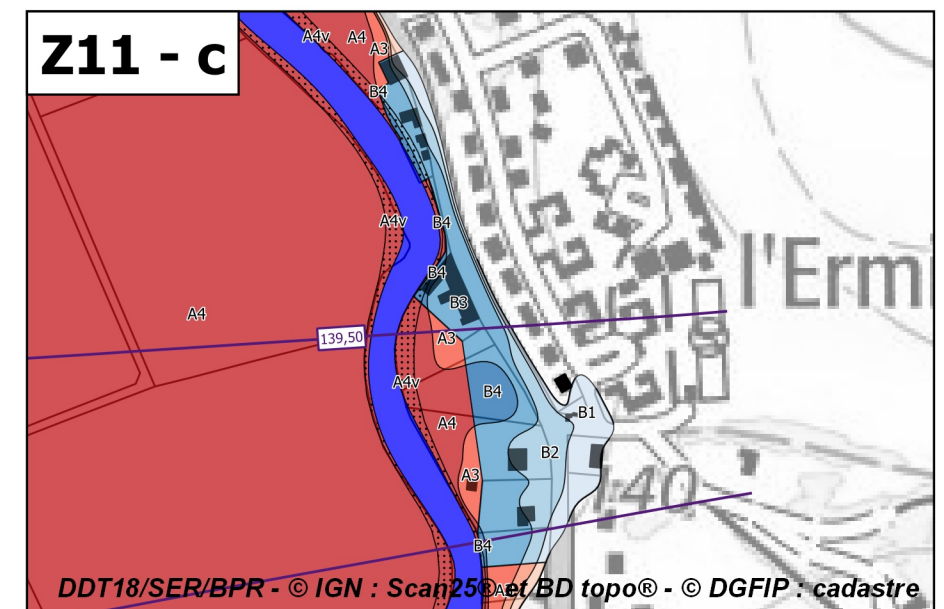 Z11 - c
A4v
A4
A3
B4
A4v
B4
B4
B3
l'Ermi
A4
139,50
A3
A4v
B4
B1
A4
B2
A3
40
B4
DDT18/SER/BPR - © IGN : Scan25® et BD topo® - © DGFIP : cadastre